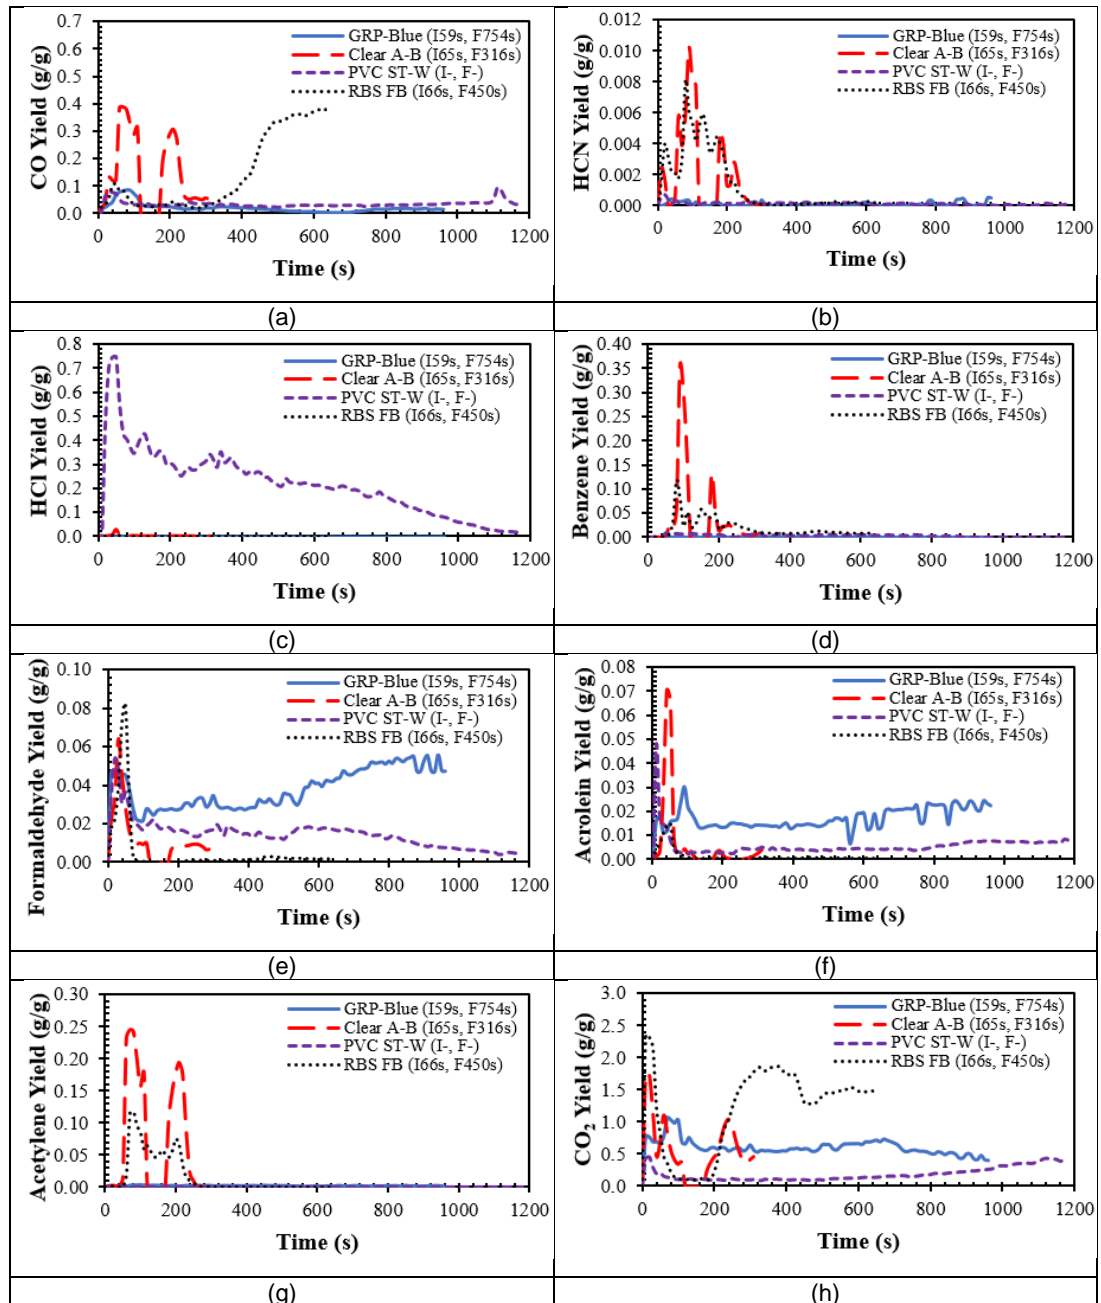 0.7
0.6
0.5
0.4
0.3
0.2
0.1
0.0
CO Yield (g/g)
GRP-Blue (I59s, F754s)
Clear A-B (I65s, F316s)
PVC ST-W (I-, F-)
RBS FB (I66s, F450s)
0 200 400 600 800 1000 1200
Time (s)
(a)
0.012
0.010
0.008
0.006
0.004
0.002
0.000
HCN Yield (g/g)
GRP-Blue (I59s, F754s)
Clear A-B (I65s, F316s)
PVC ST-W (I-, F-)
RBS FB (I66s, F450s)
0 200 400 600 800 1000 1200
Time (s)
(b)
0.8
0.7
0.6
0.5
0.4
0.3
0.2
0.1
0.0
HCl Yield (g/g)
GRP-Blue (I59s, F754s)
Clear A-B (I65s, F316s)
PVC ST-W (I-, F-)
RBS FB (I66s, F450s)
0 200 400 600 800 1000 1200
Time (s)
(c)
0.40
0.35
0.30
0.25
0.20
0.15
0.10
0.05
0.00
Benzene Yield (g/g)
GRP-Blue (I59s, F754s)
Clear A-B (I65s, F316s)
PVC ST-W (I-, F-)
RBS FB (I66s, F450s)
0 200 400 600 800 1000 1200
Time (s)
(d)
0.10
0.08
0.06
0.04
0.02
0.00
Formaldehyde Yield (g/g)
GRP-Blue (I59s, F754s)
Clear A-B (I65s, F316s)
PVC ST-W (I-, F-)
RBS FB (I66s, F450s)
0 200 400 600 800 1000 1200
Time (s)
(e)
0.08
0.07
0.06
0.05
0.04
0.03
0.02
0.01
0.00
Acrolein Yield (g/g)
GRP-Blue (I59s, F754s)
Clear A-B (I65s, F316s)
PVC ST-W (I-, F-)
RBS FB (I66s, F450s)
0 200 400 600 800 1000 1200
Time (s)
(f)
0.30
0.25
0.20
0.15
0.10
0.05
0.00
Acetylene Yield (g/g)
GRP-Blue (I59s, F754s)
Clear A-B (I65s, F316s)
PVC ST-W (I-, F-)
RBS FB (I66s, F450s)
0 200 400 600 800 1000 1200
Time (s)
(g)
3.0
2.5
2.0
1.5
1.0
0.5
0.0
CO₂ Yield (g/g)
GRP-Blue (I59s, F754s)
Clear A-B (I65s, F316s)
PVC ST-W (I-, F-)
RBS FB (I66s, F450s)
0 200 400 600 800 1000 1200
Time (s)
(h)